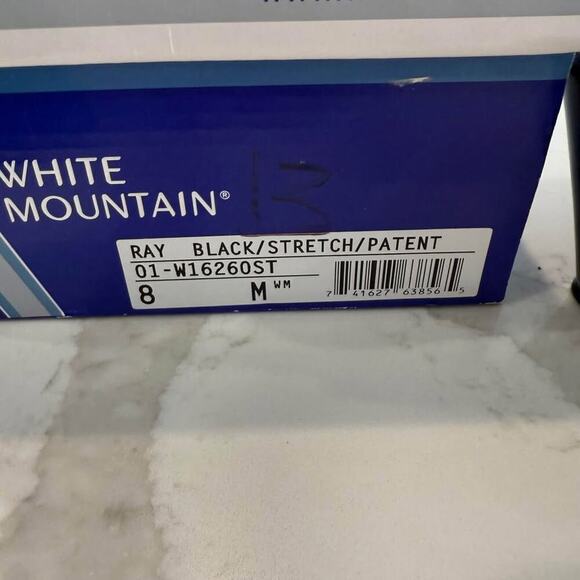 WHITE
MOUNTAIN®
13
RAY BLACK/STRETCH/PATENT
01-W16260ST
8 M WM
7 41627 63856 5